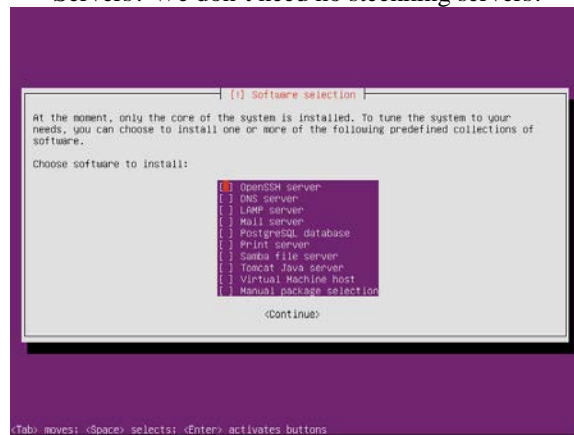 Servers? We don't need no steenking servers!
[!] Software selection
At the moment, only the core of the system is installed. To tune the system to your
needs, you can choose to install one or more of the following predefined collections of
software.
Choose software to install:
[ ] OpenSSH server
[ ] DNS server
[ ] LAMP server
[ ] Mail server
[ ] PostgreSQL database
[ ] Print server
[ ] Samba file server
[ ] Tomcat Java server
[ ] Virtual Machine host
[ ] Manual package selection
<Continue>
<Tab> moves; <Space> selects; <Enter> activates buttons